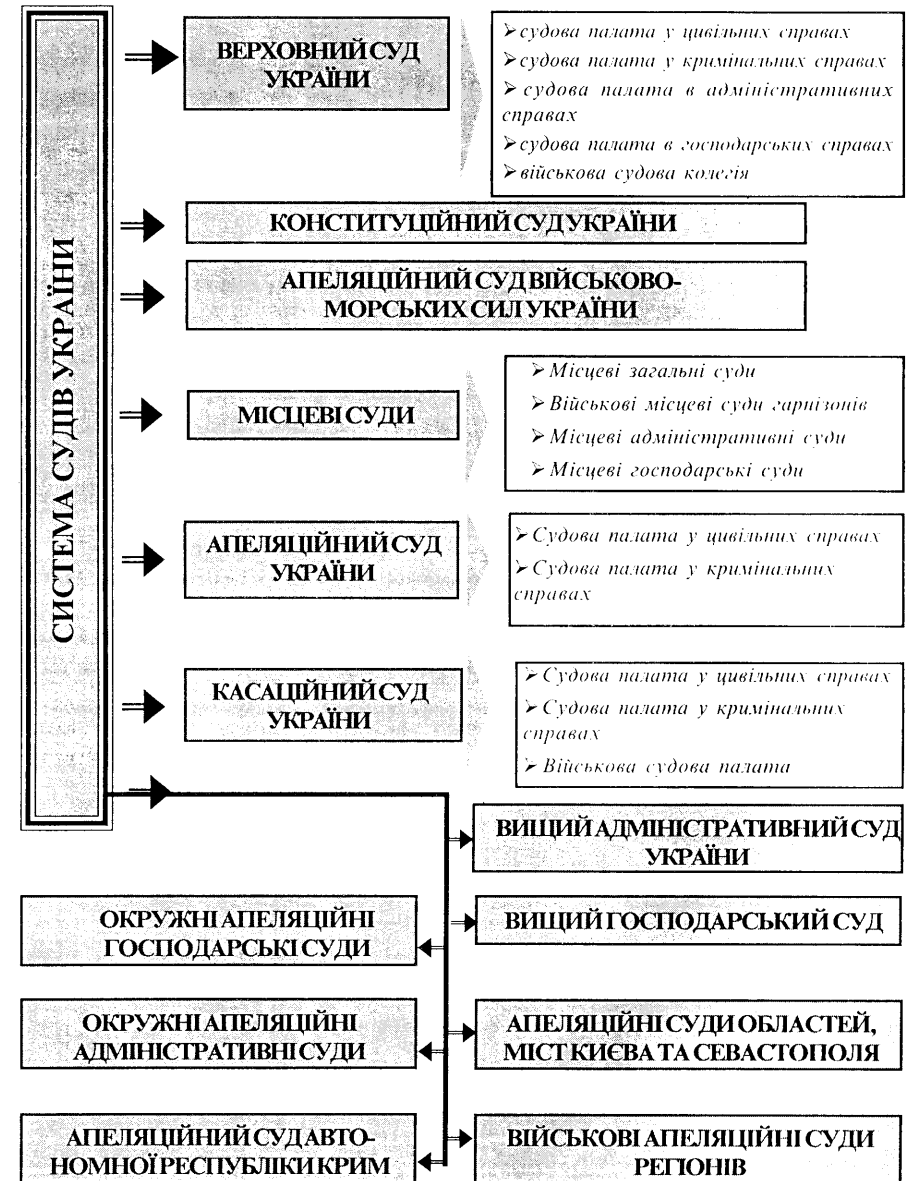 СИСТЕМА СУДІВ УКРАЇНИ
ВЕРХОВНИЙ СУД
УКРАЇНИ
➢судова палата у цивільних справах
➢судова палата у кримінальних справах
➢ судова палата в адміністративних
справах
➢судова палата в господарських справах
➢військова судова колегія
КОНСТИТУЦІЙНИЙ СУД УКРАЇНИ
АПЕЛЯЦІЙНИЙ СУД ВІЙСЬКОВО-
МОРСЬКИХ СИЛ УКРАЇНИ
МІСЦЕВІ СУДИ
➢ Місцеві загальні суди
➢ Військові місцеві суди гарнізонів
➢ Місцеві адміністративні суди
➢ Місцеві господарські суди
АПЕЛЯЦІЙНИЙ СУД
УКРАЇНИ
➢ Судова палата у цивільних справах
➢ Судова палата у кримінальних
справах
КАСАЦІЙНИЙ СУД
УКРАЇНИ
➢ Судова палата у цивільних справах
➢ Судова палата у кримінальних
справах
➢ Військова судова палата
ВИЩИЙ АДМІНІСТРАТИВНИЙ СУД
УКРАЇНИ
ОКРУЖНІ АПЕЛЯЦІЙНІ
ГОСПОДАРСЬКІ СУДИ
ВИЩИЙ ГОСПОДАРСЬКИЙ СУД
ОКРУЖНІ АПЕЛЯЦІЙНІ
АДМІНІСТРАТИВНІ СУДИ
АПЕЛЯЦІЙНІ СУДИ ОБЛАСТЕЙ,
МІСТ КИЄВА ТА СЕВАСТОПОЛЯ
АПЕЛЯЦІЙНИЙ СУД АВТО-
НОМНОЇ РЕСПУБЛІКИ КРИМ
ВІЙСЬКОВІ АПЕЛЯЦІЙНІ СУДИ
РЕГІОНІВ